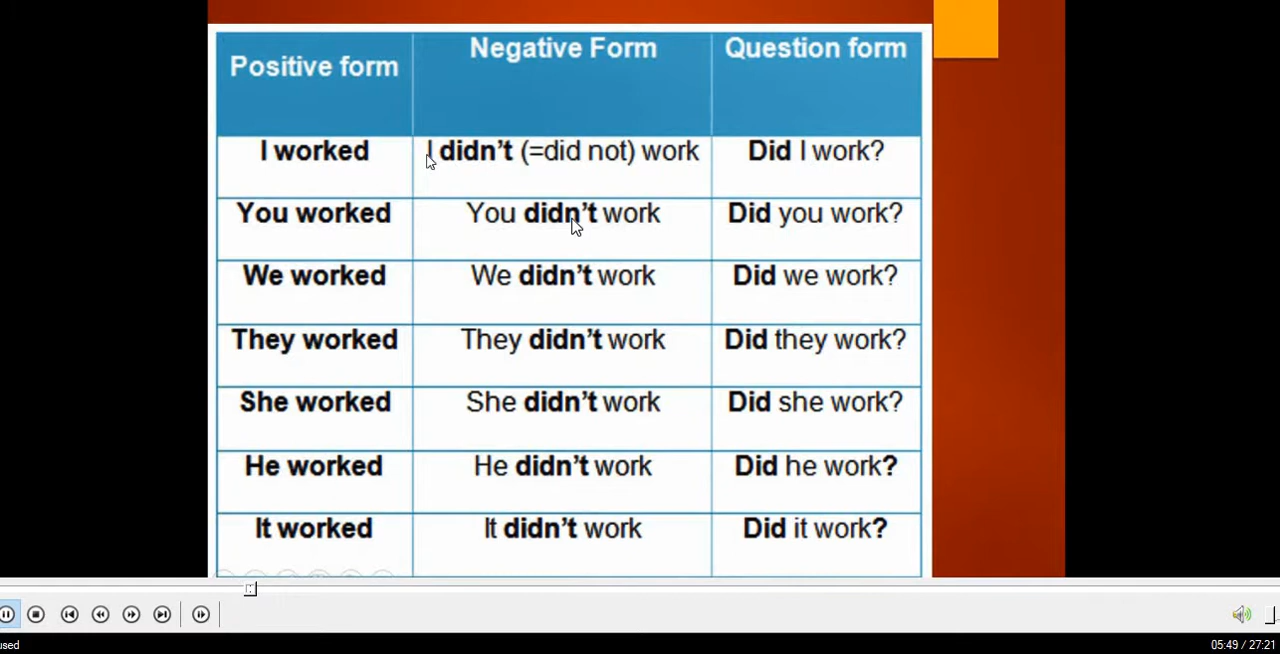 Positive form Negative Form Question form
I worked I didn't (=did not) work Did I work?
You worked You didn't work Did you work?
We worked We didn't work Did we work?
They worked They didn't work Did they work?
She worked She didn't work Did she work?
He worked He didn't work Did he work?
It worked It didn't work Did it work?
used 05:49 / 27:21